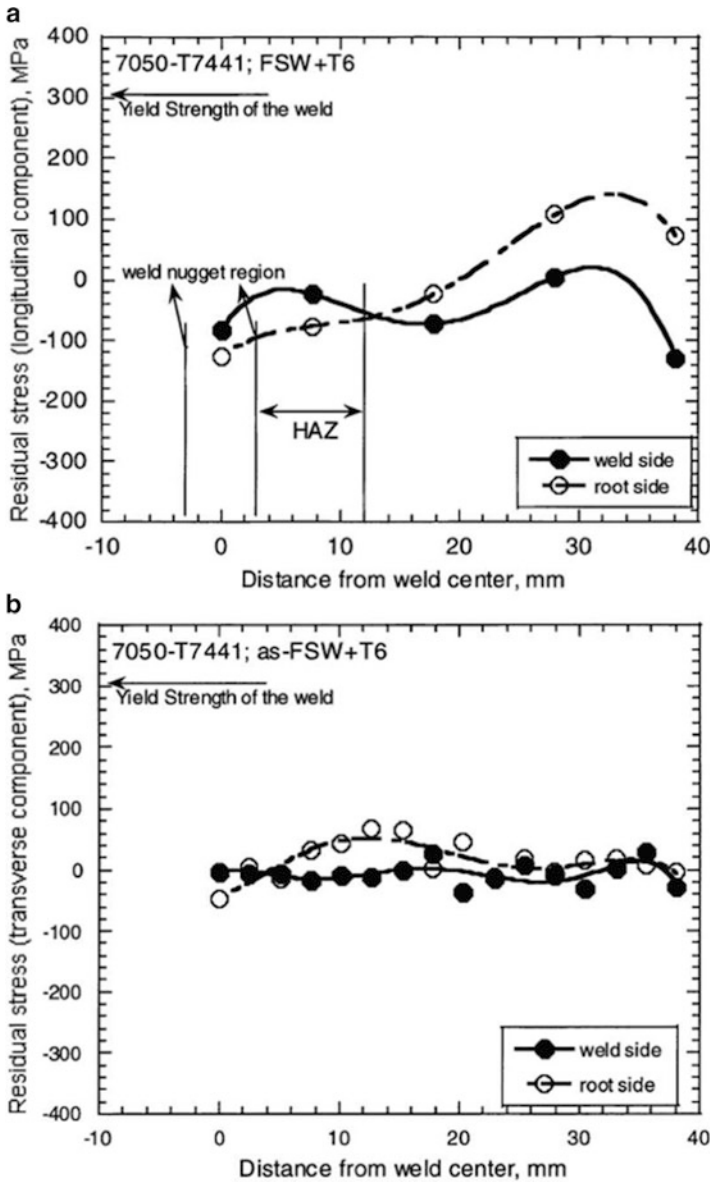 a
400
300
200
100
0
-100
-200
-300
-400
Residual stress (longitudinal component), MPa
7050-T7441; FSW+T6
Yield Strength of the weld
weld nugget region
HAZ
weld side
root side
-10 0 10 20 30 40
Distance from weld center, mm
b
400
300
200
100
0
-100
-200
-300
-400
Residual stress (transverse component), MPa
7050-T7441; as-FSW+T6
Yield Strength of the weld
weld side
root side
-10 0 10 20 30 40
Distance from weld center, mm